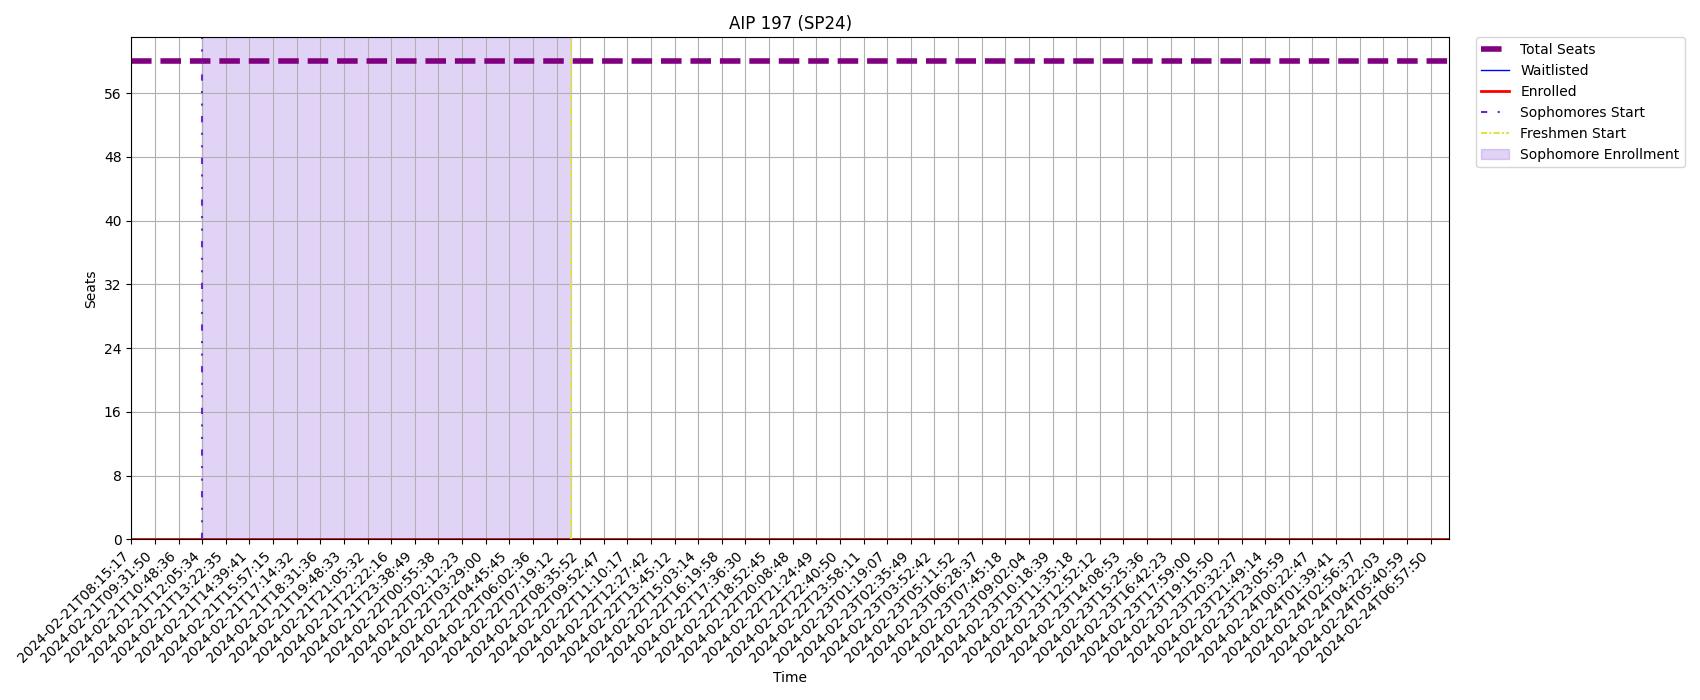 AIP 197 (SP24)
Total Seats
Waitlisted
Enrolled
Sophomores Start
Freshmen Start
Sophomore Enrollment
Seats
56
48
40
32
24
16
8
0
2024-02-21T08:15:17
2024-02-21T09:31:50
2024-02-21T10:48:36
2024-02-21T12:05:34
2024-02-21T13:22:35
2024-02-21T14:39:41
2024-02-21T15:57:15
2024-02-21T17:14:32
2024-02-21T18:31:36
2024-02-21T19:48:33
2024-02-21T21:05:32
2024-02-21T22:22:16
2024-02-21T23:38:49
2024-02-22T00:55:38
2024-02-22T02:12:23
2024-02-22T03:29:00
2024-02-22T04:45:45
2024-02-22T06:02:36
2024-02-22T07:19:12
2024-02-22T08:35:52
2024-02-22T09:52:47
2024-02-22T11:10:17
2024-02-22T12:27:42
2024-02-22T13:45:12
2024-02-22T15:03:14
2024-02-22T16:19:58
2024-02-22T17:36:30
2024-02-22T18:52:45
2024-02-22T20:08:48
2024-02-22T21:24:49
2024-02-22T22:40:50
2024-02-22T23:58:11
2024-02-23T01:19:07
2024-02-23T02:35:49
2024-02-23T03:52:42
2024-02-23T05:11:52
2024-02-23T06:28:37
2024-02-23T07:45:18
2024-02-23T09:02:04
2024-02-23T10:18:39
2024-02-23T11:35:18
2024-02-23T12:52:12
2024-02-23T14:08:53
2024-02-23T15:25:36
2024-02-23T16:42:23
2024-02-23T17:59:00
2024-02-23T19:15:50
2024-02-23T20:32:27
2024-02-23T21:49:14
2024-02-23T23:05:59
2024-02-24T00:22:47
2024-02-24T01:39:41
2024-02-24T02:56:37
2024-02-24T04:22:03
2024-02-24T05:40:59
2024-02-24T06:57:50
Time